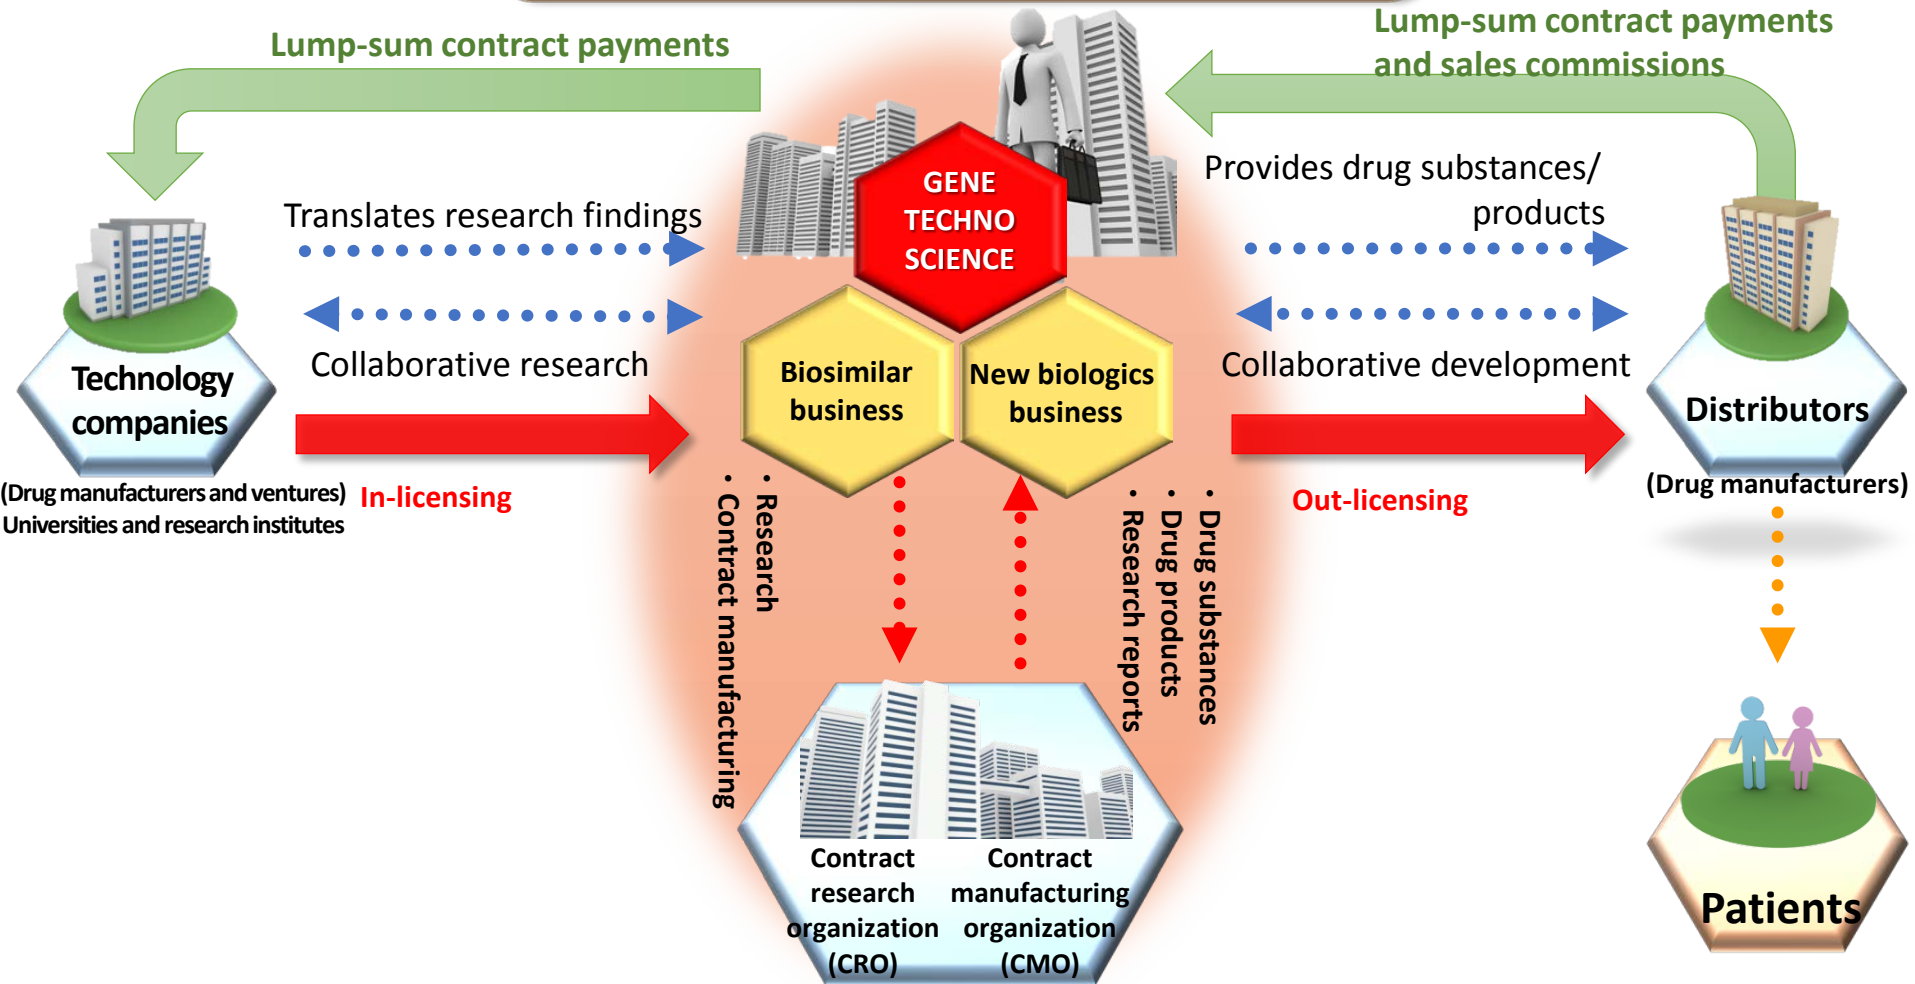 Lump-sum contract payments
Lump-sum contract payments
and sales commissions
GENE
TECHNO
SCIENCE
Translates research findings
Provides drug substances/
products
Collaborative research
Collaborative development
Technology
companies
(Drug manufacturers and ventures)
Universities and research institutes
In-licensing
Biosimilar
business
New biologics
business
Out-licensing
Distributors
(Drug manufacturers)
・Research
・Contract manufacturing
・Drug substances
・Drug products
・Research reports
Contract
research
organization
(CRO)
Contract
manufacturing
organization
(CMO)
Patients